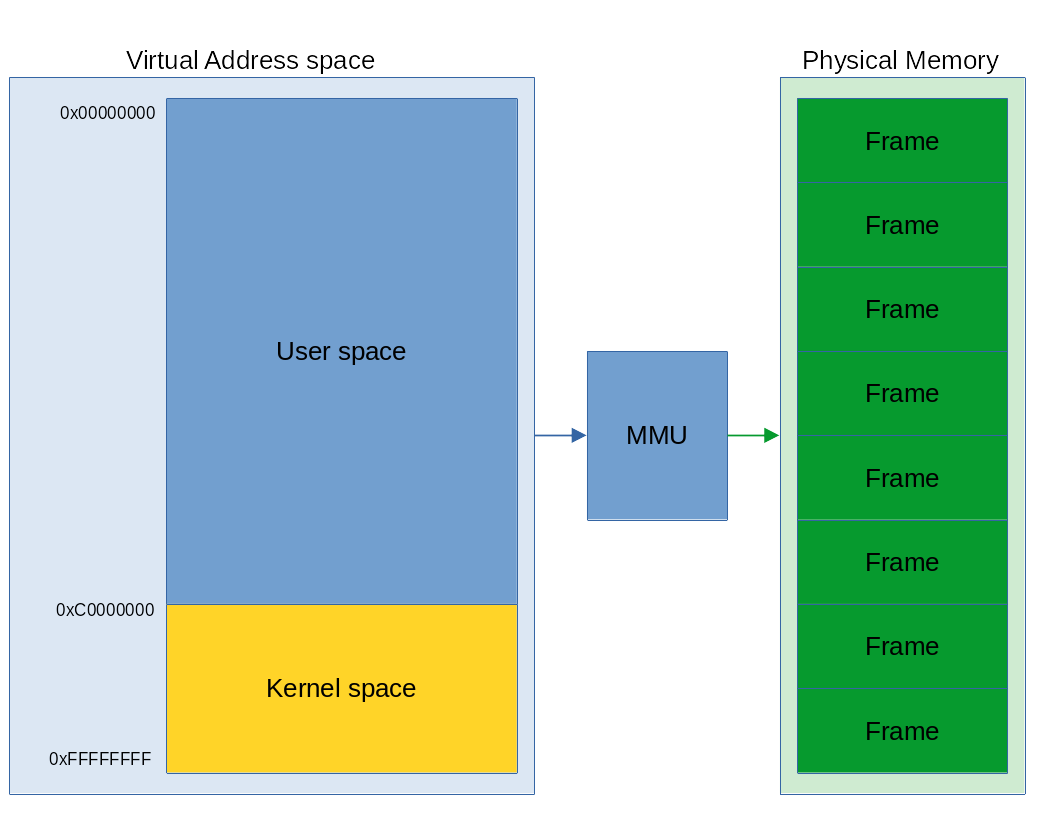 Virtual Address space
0x00000000
User space
0xC0000000
Kernel space
0xFFFFFFFF
MMU
Physical Memory
Frame
Frame
Frame
Frame
Frame
Frame
Frame
Frame